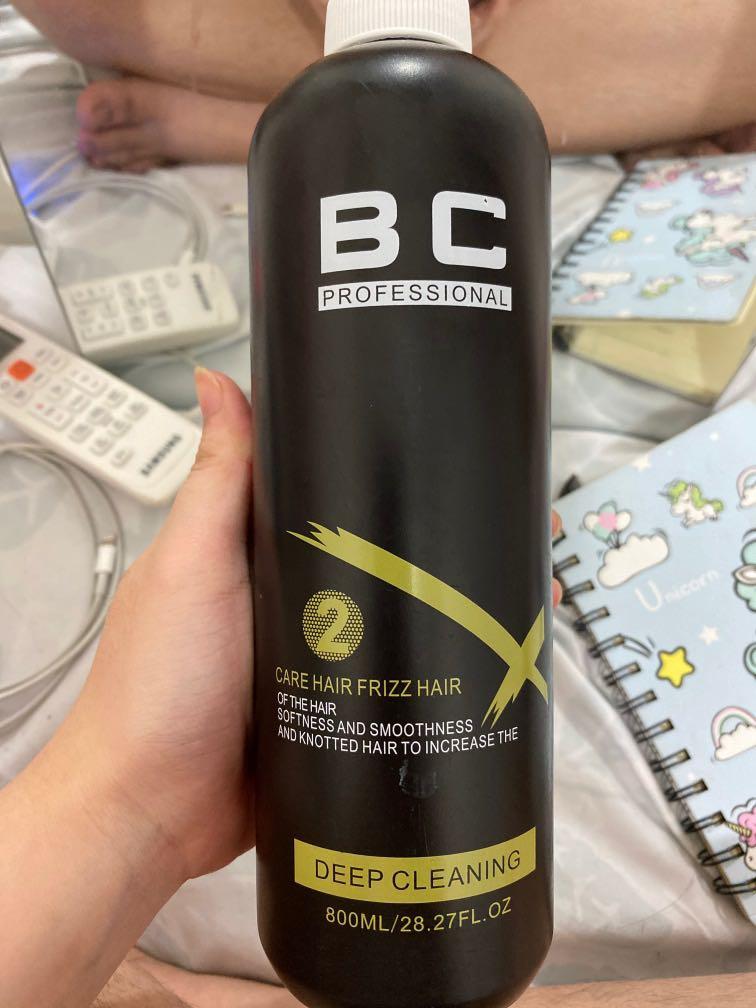 BC
PROFESSIONAL
2
CARE HAIR FRIZZ HAIR
OF THE HAIR
SOFTNESS AND SMOOTHNESS
AND KNOTTED HAIR TO INCREASE THE
DEEP CLEANING
800ML/28.27FL.OZ
SAMSUNG
Unicorn